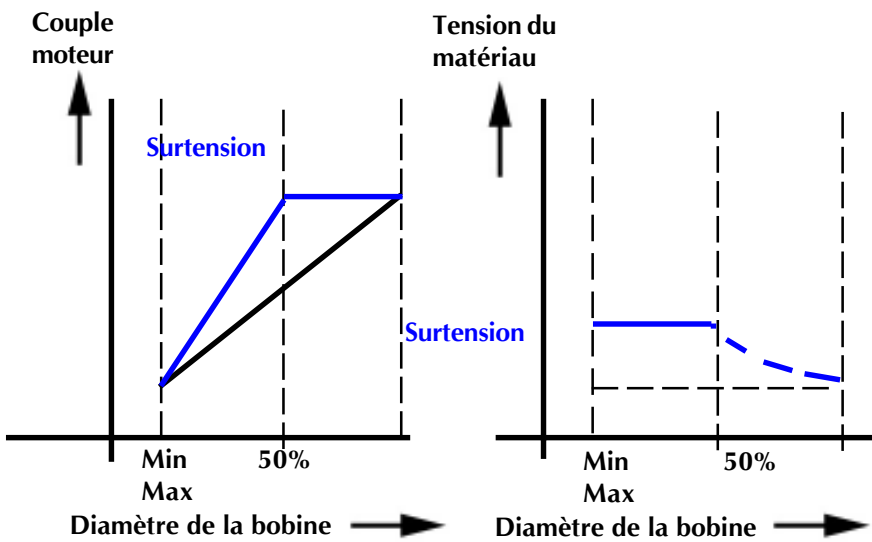 Couple
moteur
Surtension
Min
Max
50%
Diamètre de la bobine
Tension du
matériau
Surtension
Min
Max
50%
Diamètre de la bobine